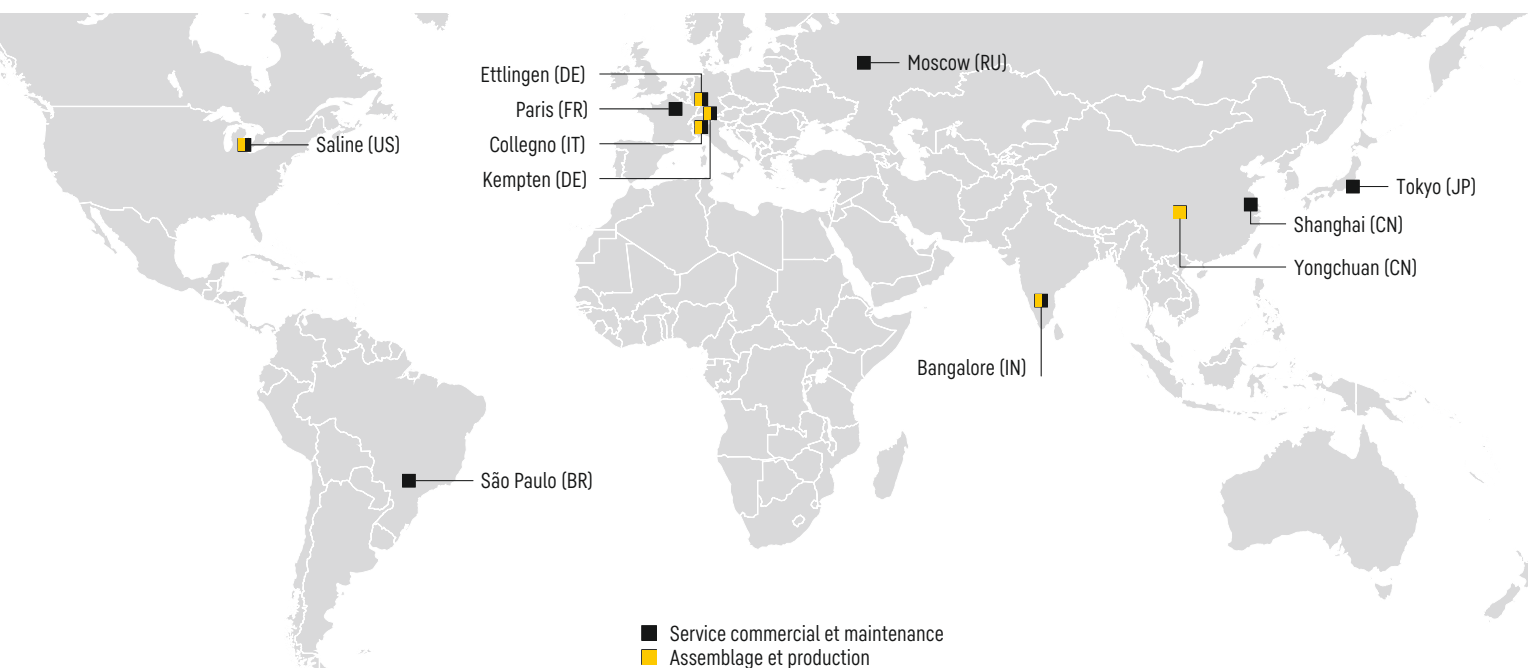 Moscow (RU)
Ettlingen (DE)
Paris (FR)
Collegno (IT)
Kempten (DE)
Saline (US)
Tokyo (JP)
Shanghai (CN)
Yongchuan (CN)
Bangalore (IN)
São Paulo (BR)
Service commercial et maintenance
Assemblage et production